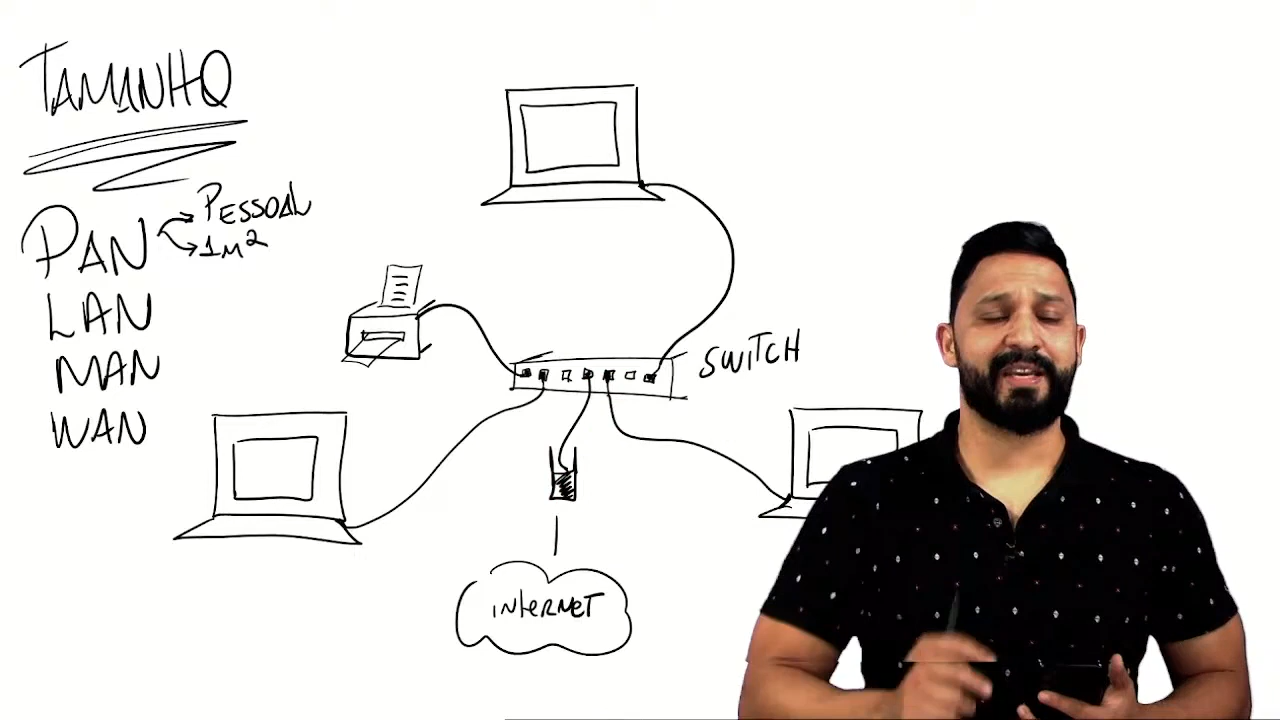 TAMANHO
PAN
PESSOAL
1M²
LAN
MAN
WAN
SWITCH
INTERNET